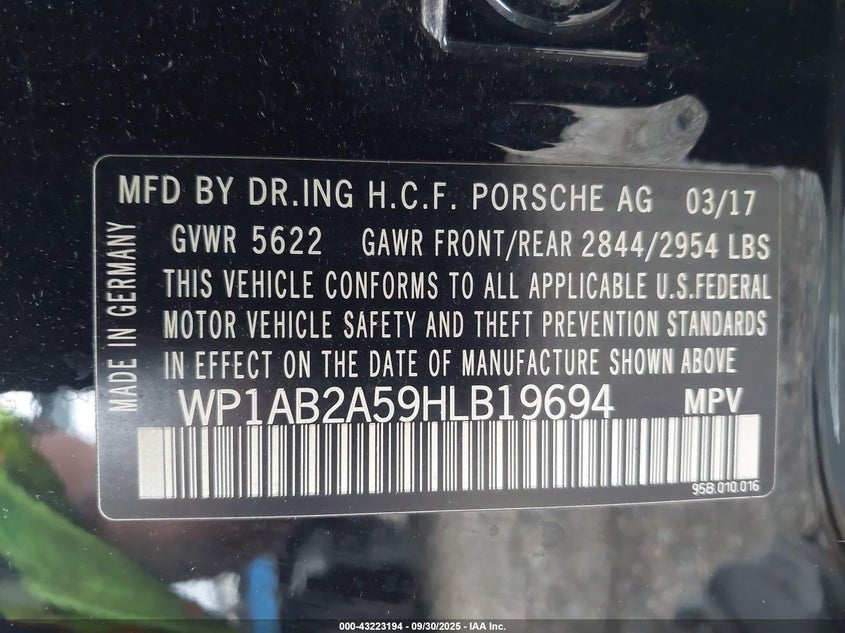 MFD BY DR.ING H.C.F. PORSCHE AG 03/17
GVWR 5622 GAWR FRONT/REAR 2844/2954 LBS
THIS VEHICLE CONFORMS TO ALL APPLICABLE U.S.FEDERAL
MOTOR VEHICLE SAFETY AND THEFT PREVENTION STANDARDS
IN EFFECT ON THE DATE OF MANUFACTURE SHOWN ABOVE
WP1AB2A59HLB19694 MPV
95B.010.016
MADE IN GERMANY
000-43223194 - 09/30/2025 - IAA Inc.